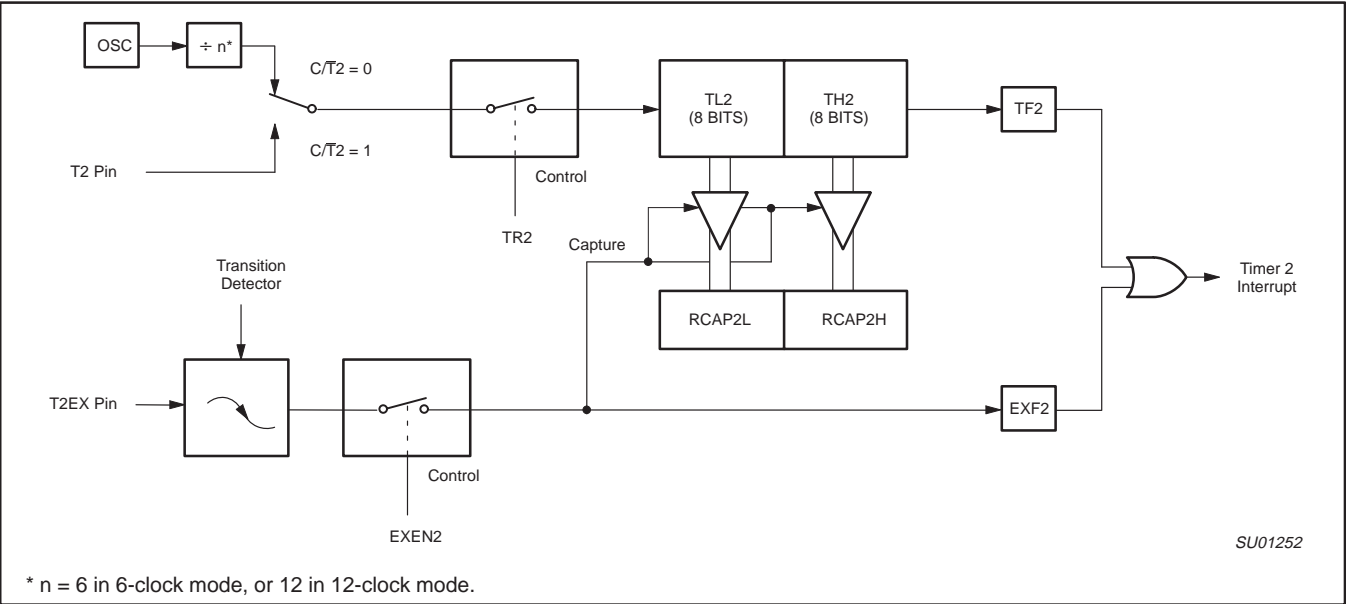 OSC
÷ n*
C/T̅2 = 0
C/T̅2 = 1
T2 Pin
Control
TR2
TL2
(8 BITS)
TH2
(8 BITS)
TF2
Capture
RCAP2L
RCAP2H
Timer 2
Interrupt
Transition
Detector
T2EX Pin
Control
EXEN2
EXF2
SU01252
* n = 6 in 6-clock mode, or 12 in 12-clock mode.